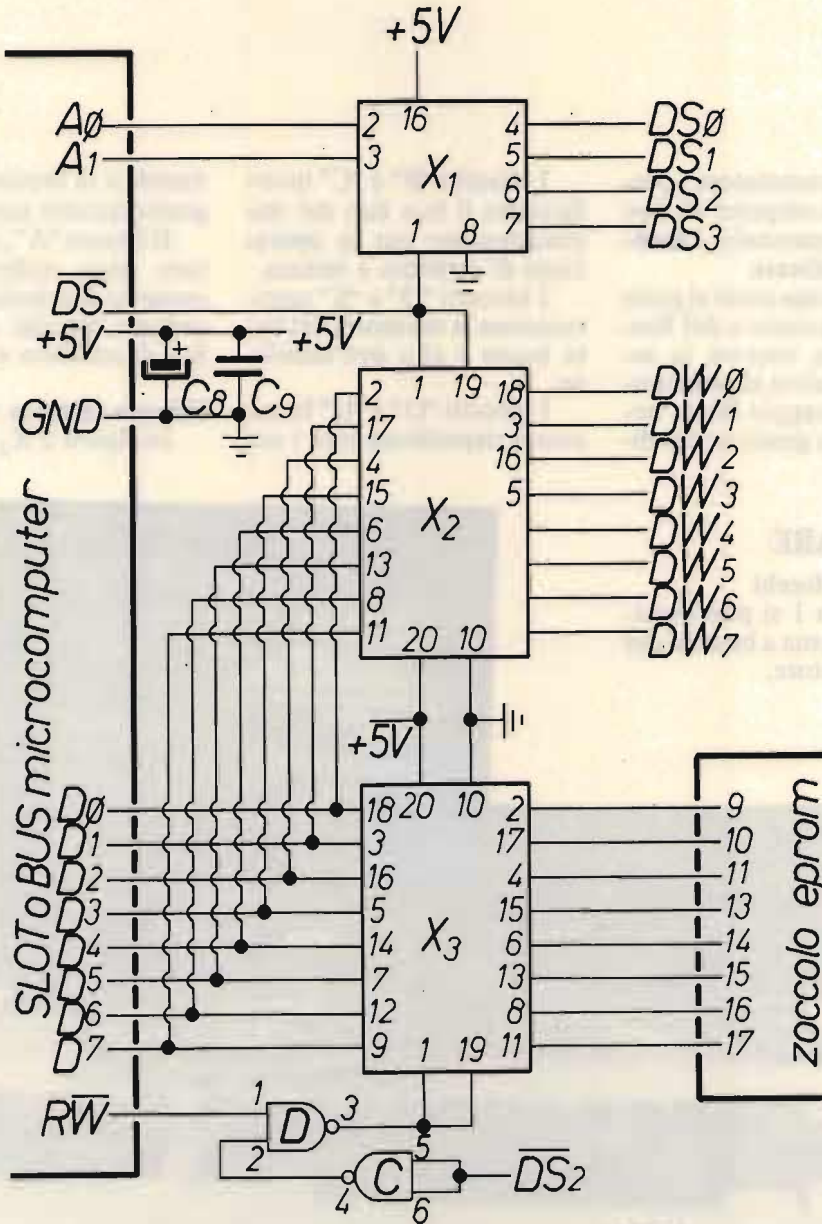 +5V
AØ 2 16 4 DSØ
A1 3 X1 5 DS1
6 DS2
1 8 7 DS3
DS̅
+5V + +5V
GND C8 C9
1 19
2 18 DWØ
17 3 DW1
4 16 DW2
15 5 DW3
6 X2 DW4
13 DW5
8 DW6
11 20 10 DW7
+5V
SLOT o BUS microcomputer
DØ 18 20 10 2 9
D1 3 17 10
D2 16 4 11
D3 5 X3 15 13
D4 14 6 14
D5 7 13 15
D6 12 8 16
D7 9 1 19 11 17
zoccolo eprom
RW̅ 1 D 3
2 4 C 5 DS̅2
6